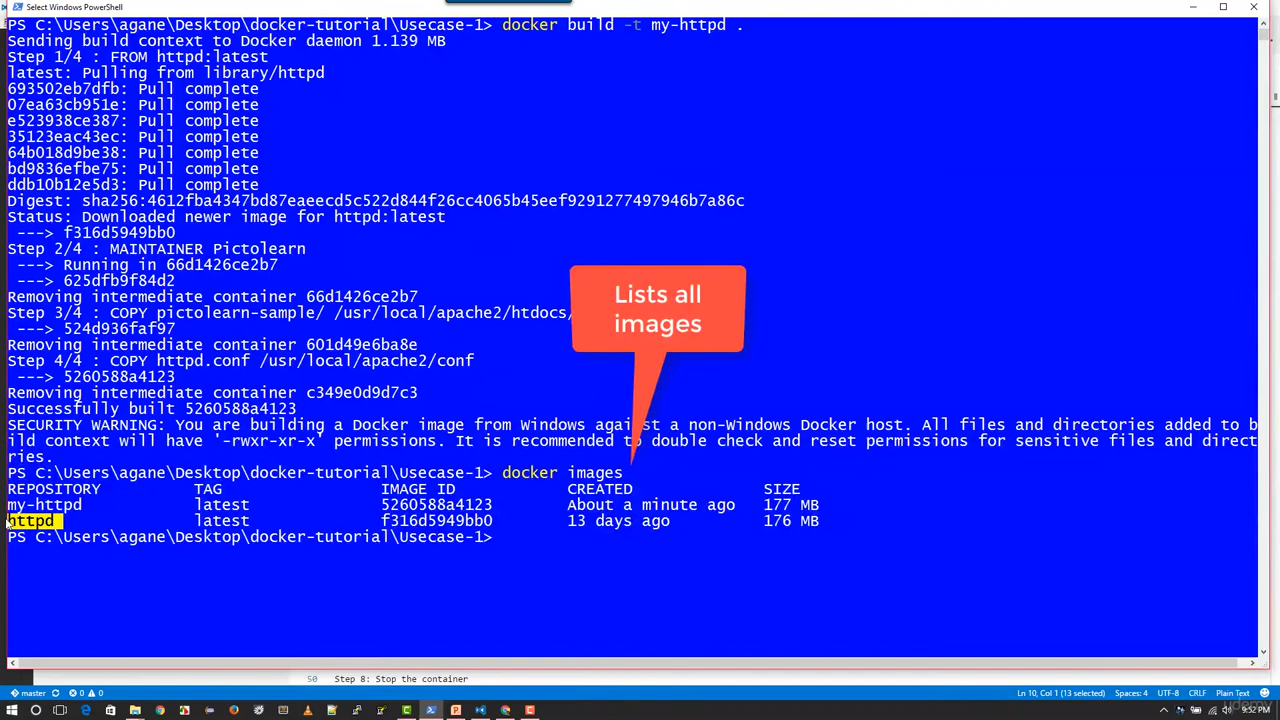 Select Windows PowerShell
PS C:\Users\agane\Desktop\docker-tutorial\Usecase-1> docker build -t my-httpd .
Sending build context to Docker daemon 1.139 MB
Step 1/4 : FROM httpd:latest
latest: Pulling from library/httpd
693502eb7dfb: Pull complete
07ea63cb951e: Pull complete
e523938ce387: Pull complete
35123eac43ec: Pull complete
64b018d9be38: Pull complete
bd9836efbe75: Pull complete
ddb10b12e5d3: Pull complete
Digest: sha256:4612fba4347bd87eaeecd5c522d844f26cc4065b45eef9291277497946b7a86c
Status: Downloaded newer image for httpd:latest
---> f316d5949bb0
Step 2/4 : MAINTAINER Pictolearn
---> Running in 66d1426ce2b7
---> 625dfb9f84d2
Removing intermediate container 66d1426ce2b7
Step 3/4 : COPY pictolearn-sample/ /usr/local/apache2/htdocs/
---> 524d936faf97
Removing intermediate container 601d49e6ba8e
Step 4/4 : COPY httpd.conf /usr/local/apache2/conf
---> 5260588a4123
Removing intermediate container c349e0d9d7c3
Successfully built 5260588a4123
SECURITY WARNING: You are building a Docker image from Windows against a non-Windows Docker host. All files and directories added to b
ild context will have '-rwxr-xr-x' permissions. It is recommended to double check and reset permissions for sensitive files and direct
ries.
PS C:\Users\agane\Desktop\docker-tutorial\Usecase-1> docker images
REPOSITORY TAG IMAGE ID CREATED SIZE
my-httpd latest 5260588a4123 About a minute ago 177 MB
httpd latest f316d5949bb0 13 days ago 176 MB
PS C:\Users\agane\Desktop\docker-tutorial\Usecase-1>
Lists all
images
50 Step 8: Stop the container
master 0 0 Ln 10, Col 1 (13 selected) Spaces: 4 UTF-8 CRLF Plain Text
9:52 PM
udemy